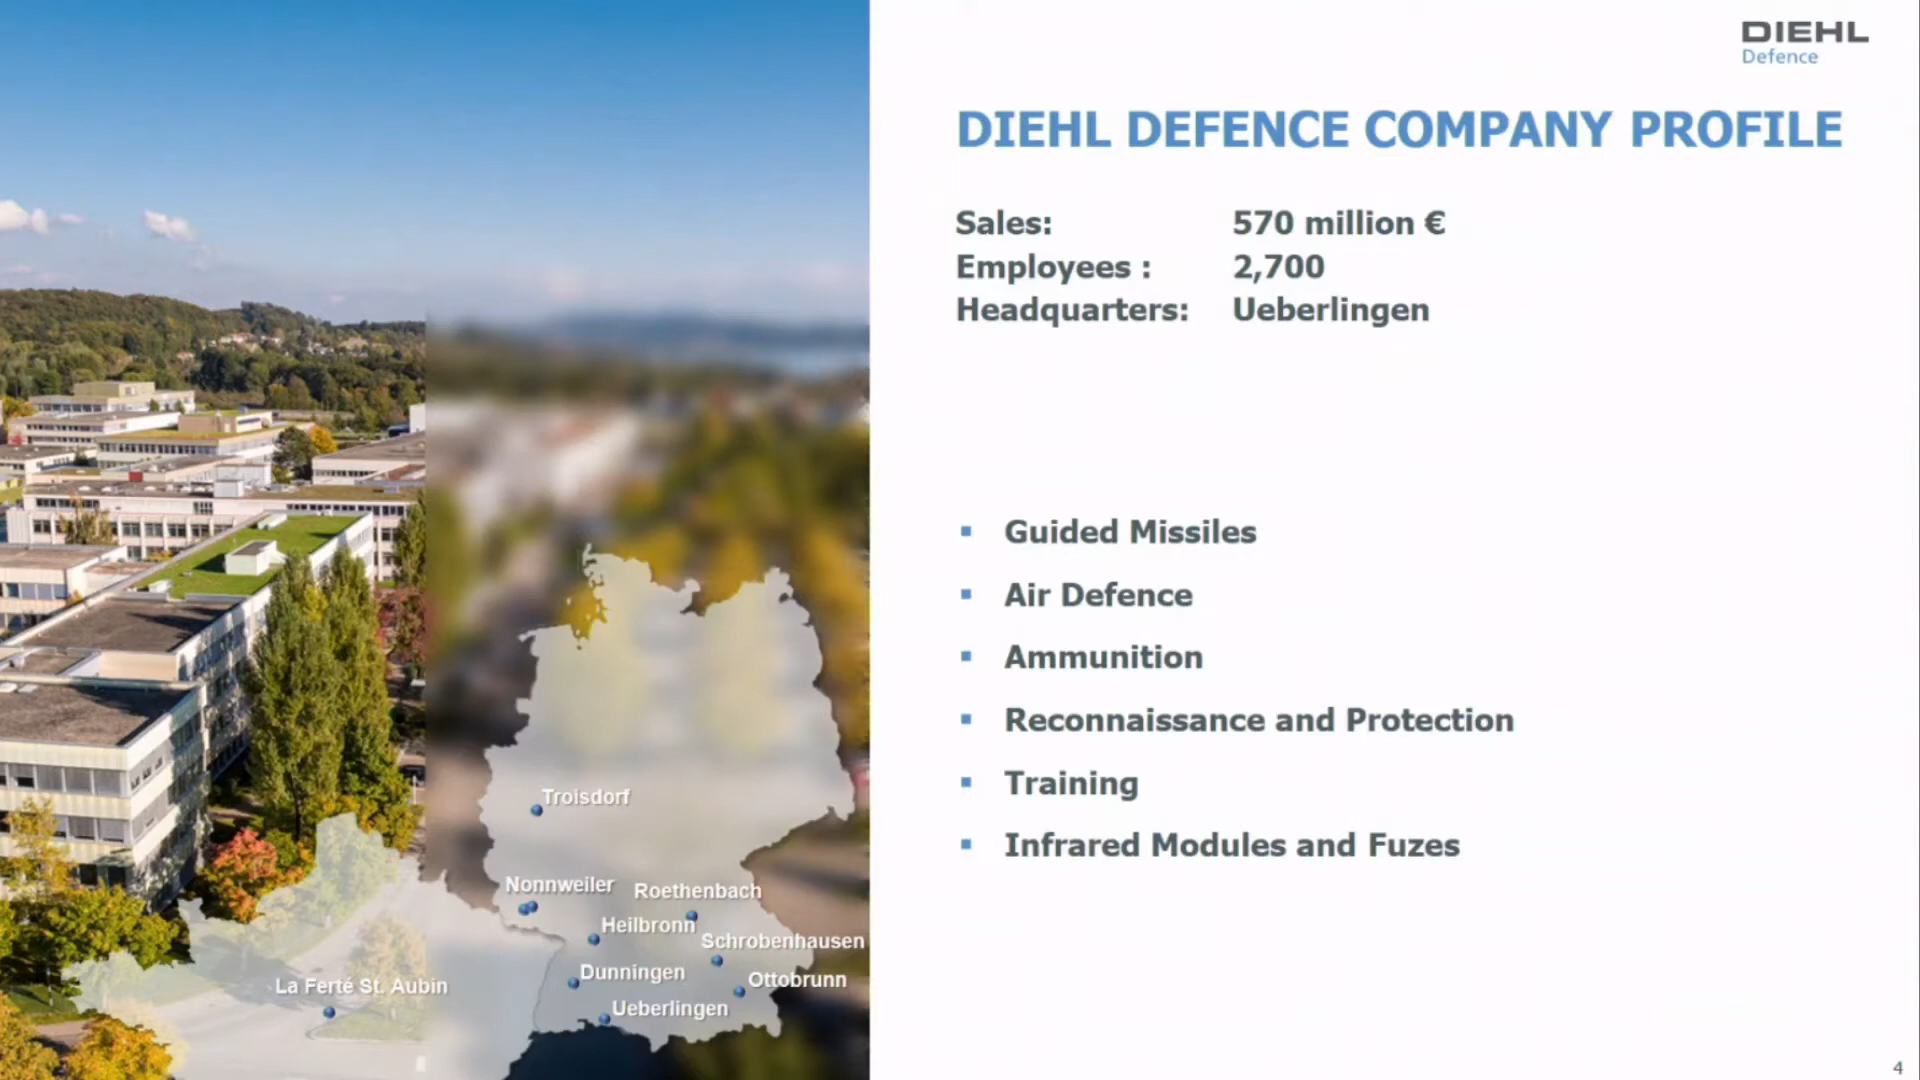 DIEHL
Defence
DIEHL DEFENCE COMPANY PROFILE
Sales: 570 million €
Employees : 2,700
Headquarters: Ueberlingen
▪ Guided Missiles
▪ Air Defence
▪ Ammunition
▪ Reconnaissance and Protection
▪ Training
▪ Infrared Modules and Fuzes
Troisdorf
Nonnweiler
Roethenbach
Heilbronn
Schrobenhausen
Dunningen
Ottobrunn
La Ferté St. Aubin
Ueberlingen
4